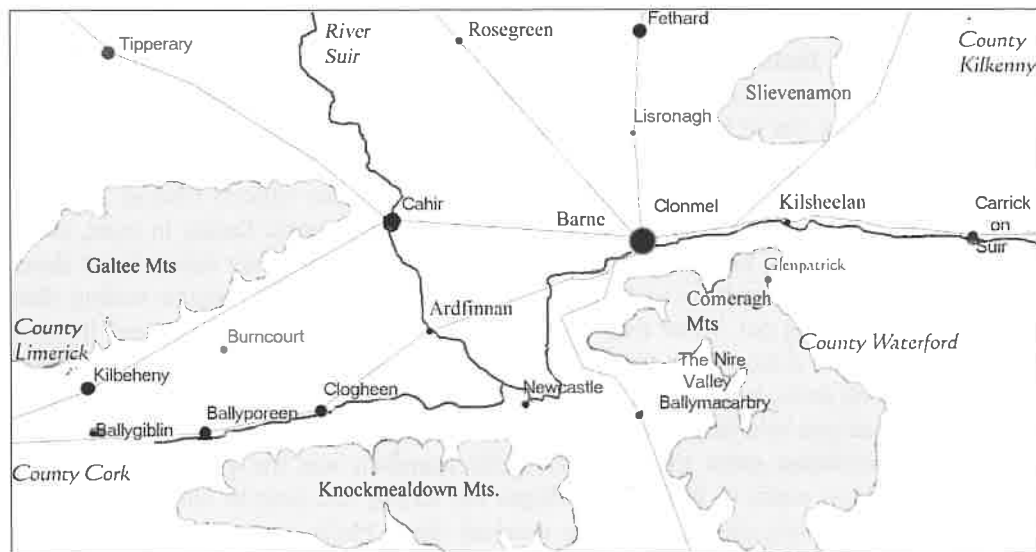 Tipperary
River
Suir
Rosegreen
Fethard
County
Kilkenny
Slievenamon
Lisronagh
Cahir
Barne
Clonmel
Kilsheelan
Carrick
on
Suir
Galtee Mts
Glenpatrick
Comeragh
Mts
Ardfinnan
County
Limerick
Burncourt
County Waterford
Kilbeheny
The Nire
Valley
Clogheen
Newcastle
Ballymacarbry
Ballyporeen
Ballygiblin
County Cork
Knockmealdown Mts.